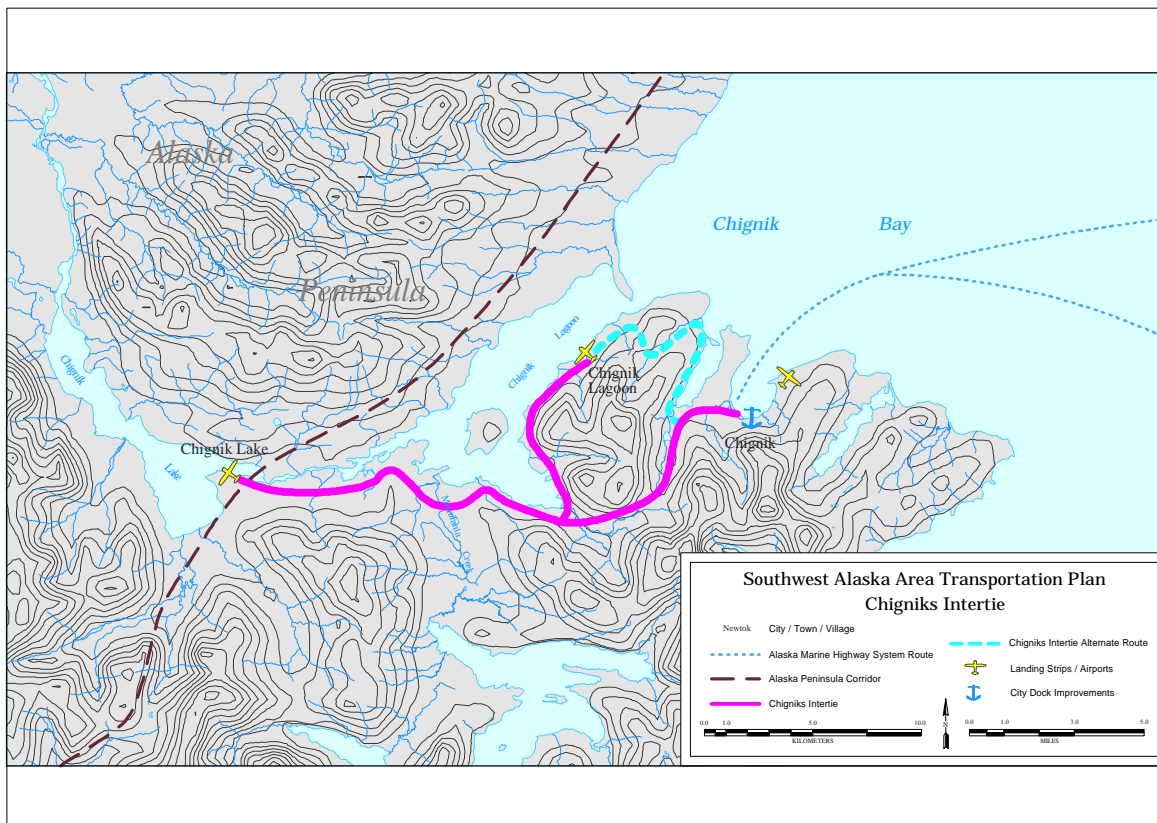 Alaska
Peninsula
Chignik Bay
Chignik
Lagoon
Chignik
Lagoon
Chignik
Chignik Lake
Chignik
Lake
Metrofania
Creek
Southwest Alaska Area Transportation Plan
Chigniks Intertie
Newtok City / Town / Village
Alaska Marine Highway System Route
Alaska Peninsula Corridor
Chigniks Intertie
Chigniks Intertie Alternate Route
Landing Strips / Airports
City Dock Improvements
0.0 1.0 5.0 10.0
KILOMETERS
N
0.0 1.0 3.0 5.0
MILES